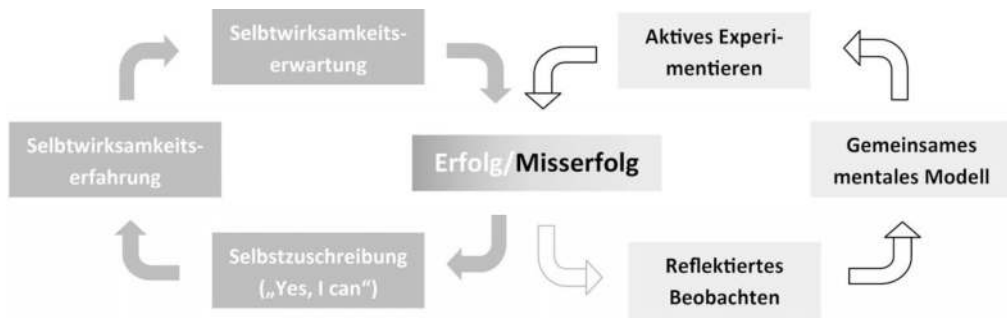 Selbtwirksamkeits-
erwartung
Aktives Experi-
mentieren
Selbtwirksamkeits-
erfahrung
Erfolg/Misserfolg
Gemeinsames
mentales Modell
Selbstzuschreibung
(„Yes, I can“)
Reflektiertes
Beobachten